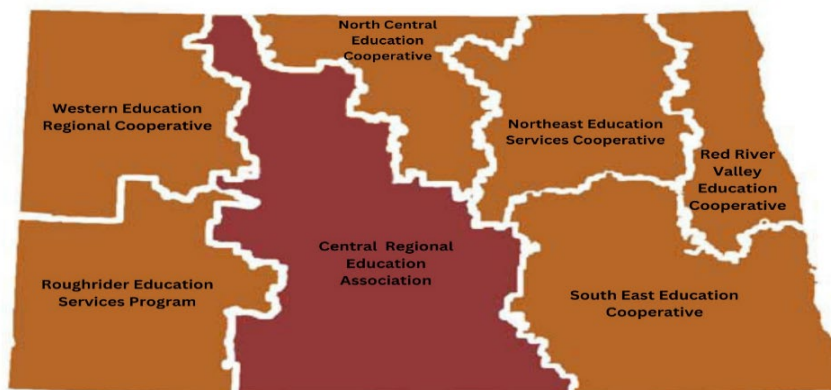 North Central
Education
Cooperative
Western Education
Regional Cooperative
Northeast Education
Services Cooperative
Red River
Valley
Education
Cooperative
Central Regional
Education
Association
Roughrider Education
Services Program
South East Education
Cooperative